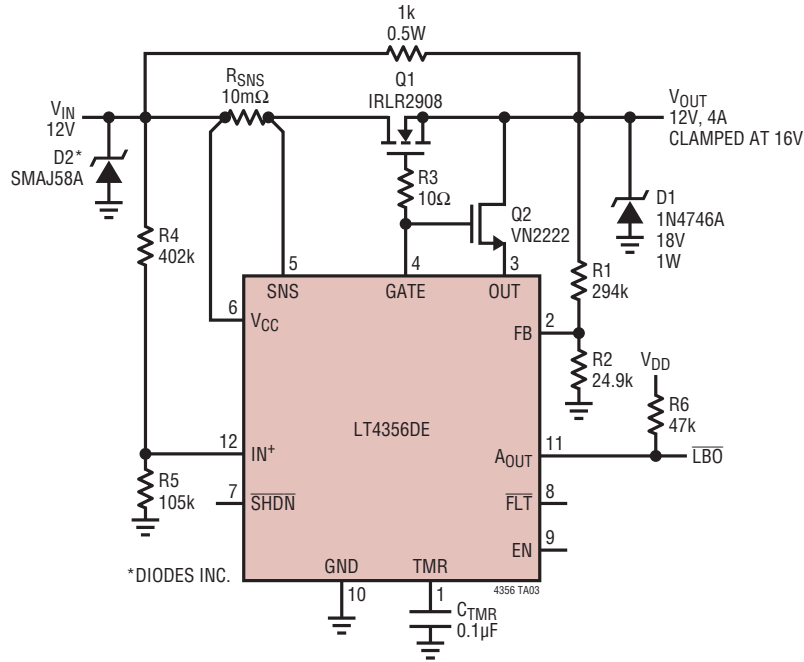 1k
0.5W
RSNS
10mΩ
Q1
IRLR2908
VIN
12V
VOUT
12V, 4A
CLAMPED AT 16V
D2*
SMAJ58A
R3
10Ω
Q2
VN2222
D1
1N4746A
18V
1W
R4
402k
5
4
3
SNS
GATE
OUT
R1
294k
6
VCC
FB
2
R2
24.9k
VDD
R6
47k
LT4356DE
12
IN+
AOUT
11
LBO
R5
105k
7
SHDN
FLT
8
EN
9
*DIODES INC.
GND
TMR
4356 TA03
10
1
CTMR
0.1µF